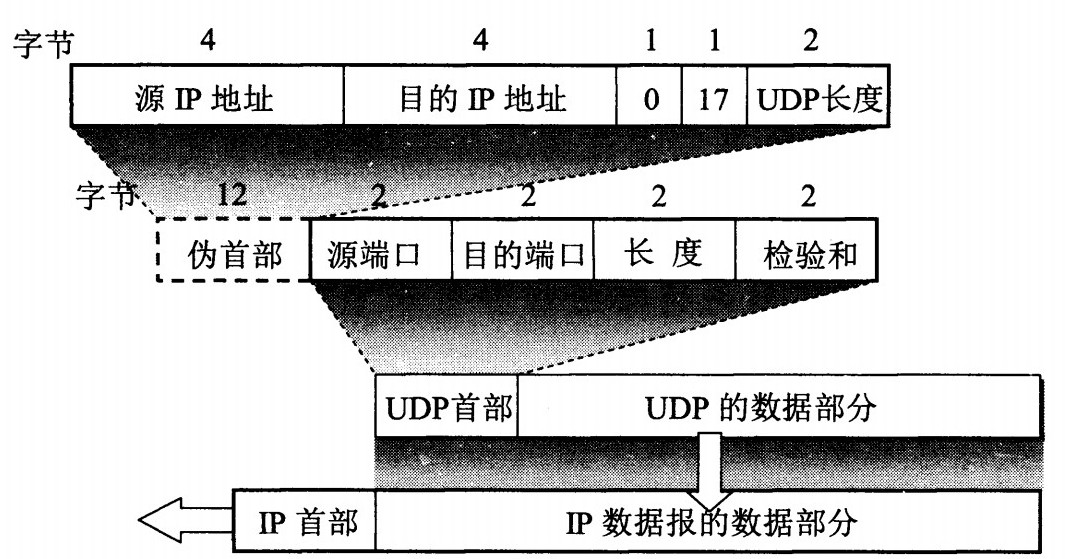 字节 4 4 1 1 2
源 IP 地址 目的 IP 地址 0 17 UDP长度
字节 12 2 2 2 2
伪首部 源端口 目的端口 长 度 检验和
UDP首部 UDP 的数据部分
IP 首部 IP 数据报的数据部分